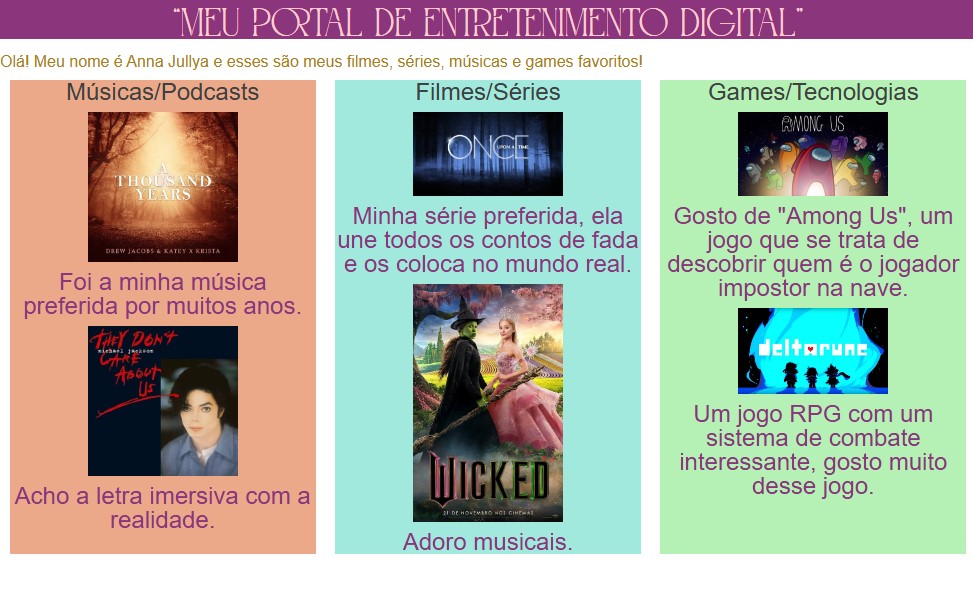 “MEU PORTAL DE ENTRETENIMENTO DIGITAL”
Olá! Meu nome é Anna Jullya e esses são meus filmes, séries, músicas e games favoritos!
Músicas/Podcasts
A
THOUSAND
YEARS
DREW JACOBS & KATEY X KRISTA
Foi a minha música
preferida por muitos anos.
THEY DON'T
michael jackson
CARE
ABOUT
US
Acho a letra imersiva com a
realidade.
Filmes/Séries
ONCE
UPON A TIME
Minha série preferida, ela
une todos os contos de fada
e os coloca no mundo real.
WICKED
21 DE NOVEMBRO NOS CINEMAS
Adoro musicais.
Games/Tecnologias
AMONG US
Gosto de "Among Us", um
jogo que se trata de
descobrir quem é o jogador
impostor na nave.
deltarune
Um jogo RPG com um
sistema de combate
interessante, gosto muito
desse jogo.